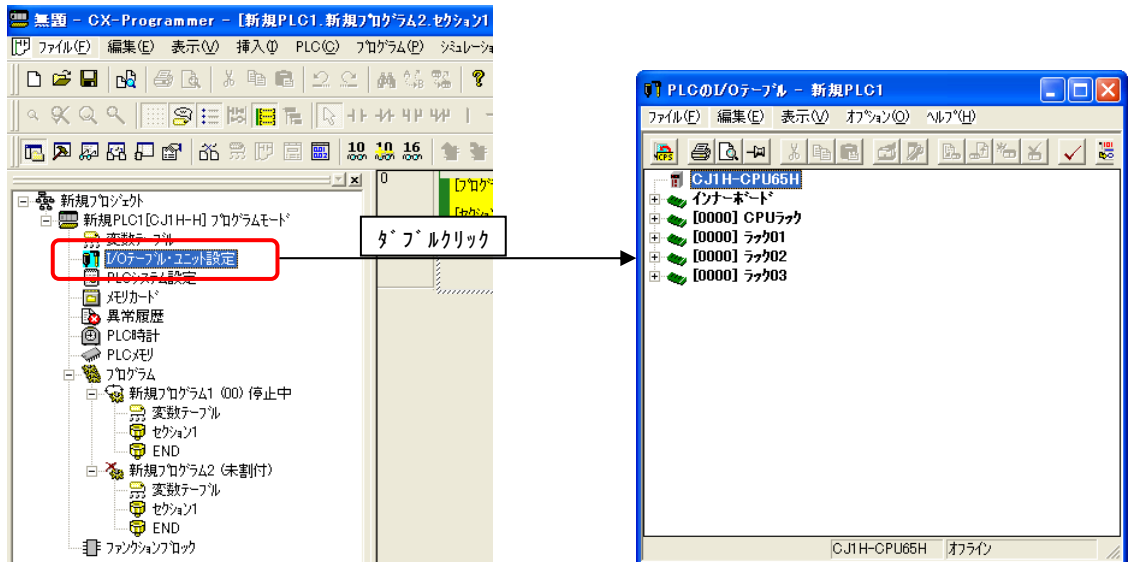 無題 - CX-Programmer - [新規PLC1.新規ﾌﾟﾛｸﾞﾗﾑ2.ｾｸｼｮﾝ1
ﾌｧｲﾙ(F) 編集(E) 表示(V) 挿入(I) PLC(C) ﾌﾟﾛｸﾞﾗﾑ(P) ｼﾐｭﾚｰｼｮ
10 10 16
新規ﾌﾟﾛｼﾞｪｸﾄ
新規PLC1[CJ1H-H] ﾌﾟﾛｸﾞﾗﾑﾓｰﾄﾞ
変数ﾃｰﾌﾞﾙ
I/Oﾃｰﾌﾞﾙ・ﾕﾆｯﾄ設定
PLCｼｽﾃﾑ設定
ﾒﾓﾘｶｰﾄﾞ
異常履歴
PLC時計
PLCﾒﾓﾘ
ﾌﾟﾛｸﾞﾗﾑ
新規ﾌﾟﾛｸﾞﾗﾑ1 (00) 停止中
変数ﾃｰﾌﾞﾙ
ｾｸｼｮﾝ1
END
新規ﾌﾟﾛｸﾞﾗﾑ2 (未割付)
変数ﾃｰﾌﾞﾙ
ｾｸｼｮﾝ1
END
ﾌｧﾝｸｼｮﾝﾌﾞﾛｯｸ
0
[ﾌﾟﾛｸﾞ
ﾀﾞﾌﾞﾙｸﾘｯｸ
PLCのI/Oﾃｰﾌﾞﾙ - 新規PLC1
ﾌｧｲﾙ(F) 編集(E) 表示(V) ｵﾌﾟｼｮﾝ(O) ﾍﾙﾌﾟ(H)
CJ1H-CPU65H
ｲﾝﾅｰﾎﾞｰﾄﾞ
[0000] CPUﾗｯｸ
[0000] ﾗｯｸ01
[0000] ﾗｯｸ02
[0000] ﾗｯｸ03
CJ1H-CPU65H ｵﾌﾗｲﾝ